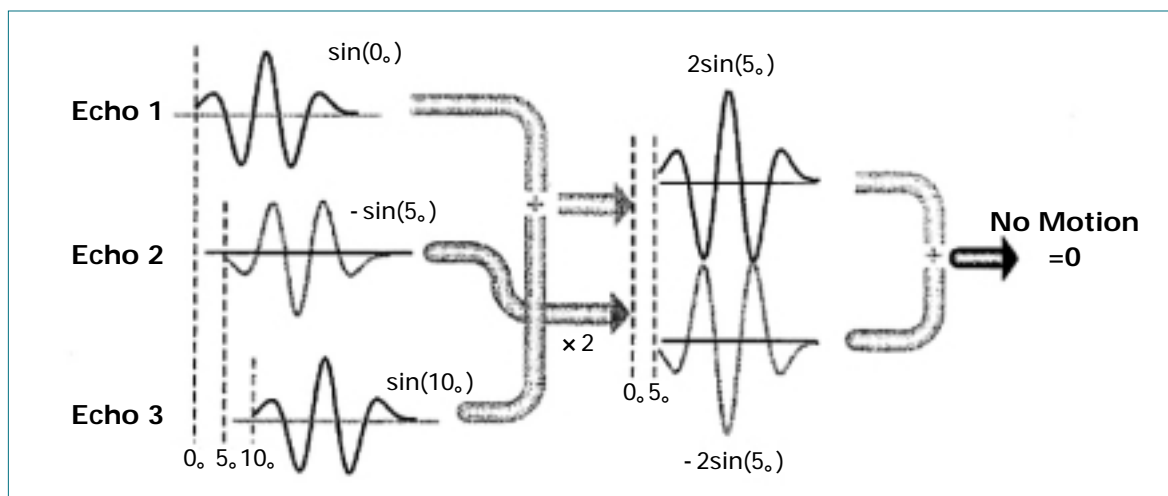 sin(0。)
2sin(5。)
Echo 1
-sin(5。)
+
No Motion
Echo 2
+
=0
×2
sin(10。)
0。5。
Echo 3
0。 5。10。
-2sin(5。)